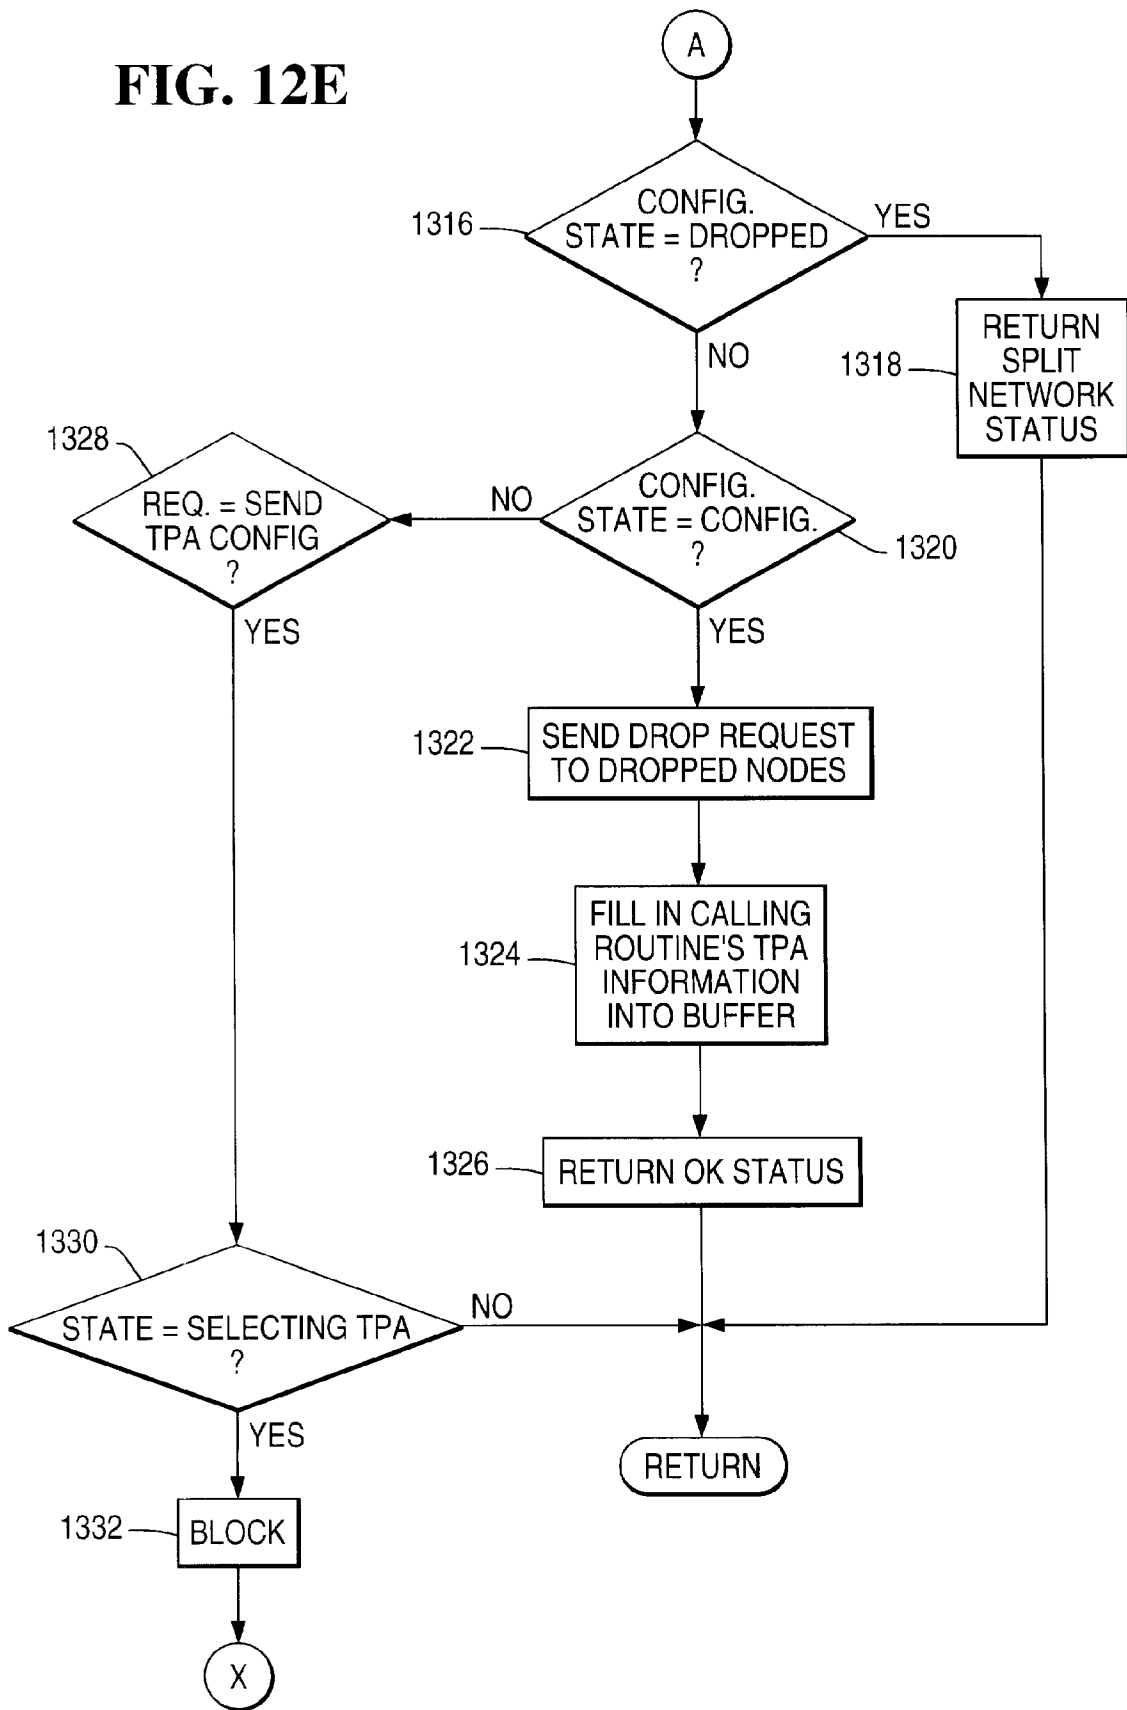 FIG. 12E
A
CONFIG.
STATE = DROPPED
?
1316
YES
NO
RETURN
SPLIT
NETWORK
STATUS
1318
1328
REQ. = SEND
TPA CONFIG
?
NO
CONFIG.
STATE = CONFIG.
?
1320
YES
YES
1322
SEND DROP REQUEST
TO DROPPED NODES
1324
FILL IN CALLING
ROUTINE'S TPA
INFORMATION
INTO BUFFER
1326
RETURN OK STATUS
1330
STATE = SELECTING TPA
?
NO
YES
RETURN
1332
BLOCK
X